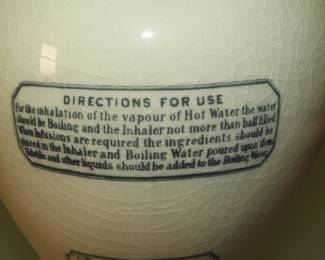 DIRECTIONS FOR USE
For the inhalation of the vapour of Hot Water the water
should be Boiling and the Inhaler not more than half filled
When Infusions are required the ingredients should be
placed in the Inhaler and Boiling Water poured upon them
and other liquids should be added to the Boiling Water